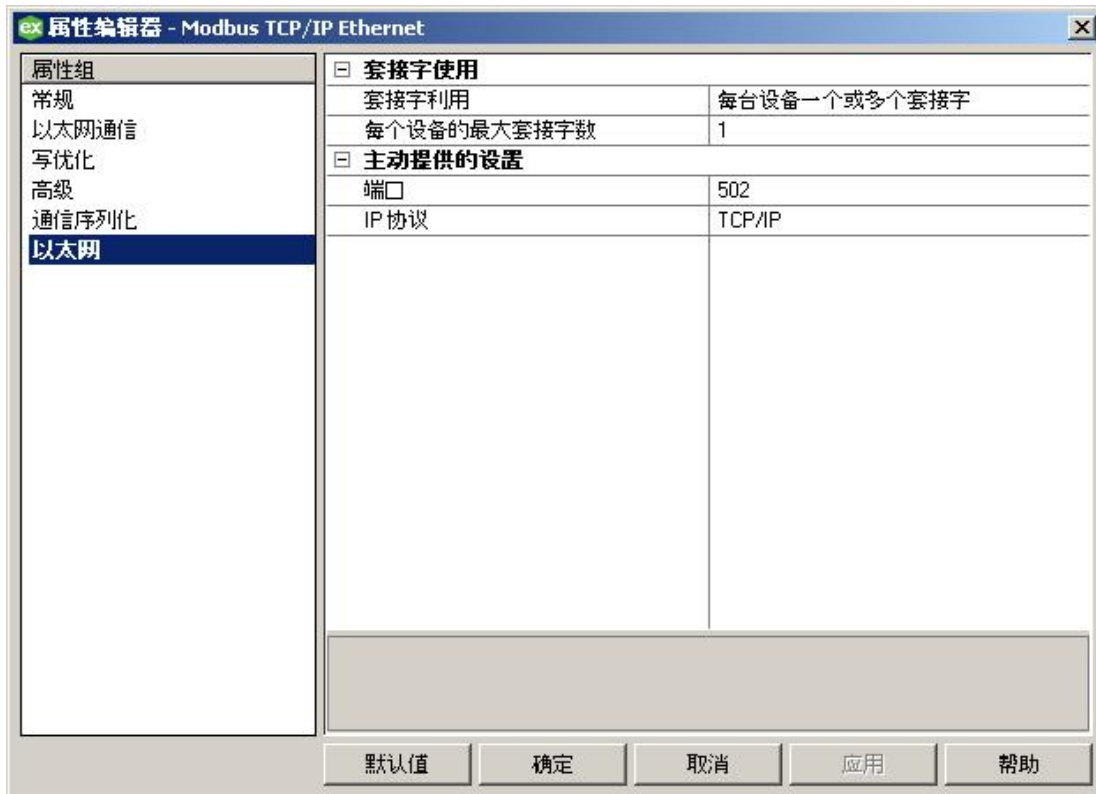 ex 属性编辑器 - Modbus TCP/IP Ethernet
属性组
常规
以太网通信
写优化
高级
通信序列化
以太网
套接字使用
套接字利用 每台设备一个或多个套接字
每个设备的最大套接字数 1
主动提供的设置
端口 502
IP 协议 TCP/IP
默认值 确定 取消 应用 帮助